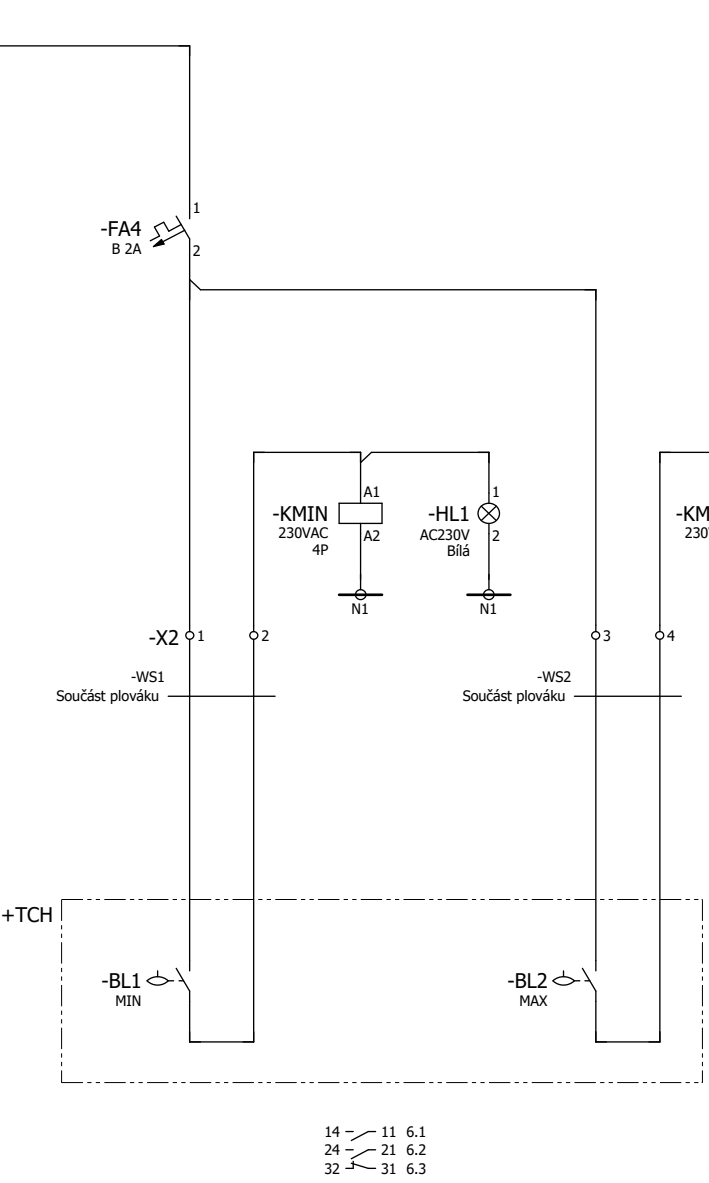 1
-FA4
B 2A
2
A1
-KMIN
230VAC
4P
A2
N1
1
-HL1
AC230V
Bílá
2
N1
-KM
230V
-X2 1 2 3 4
-WS1
Součást plováku
-WS2
Součást plováku
+TCH
-BL1
MIN
-BL2
MAX
14 11 6.1
24 21 6.2
32 31 6.3